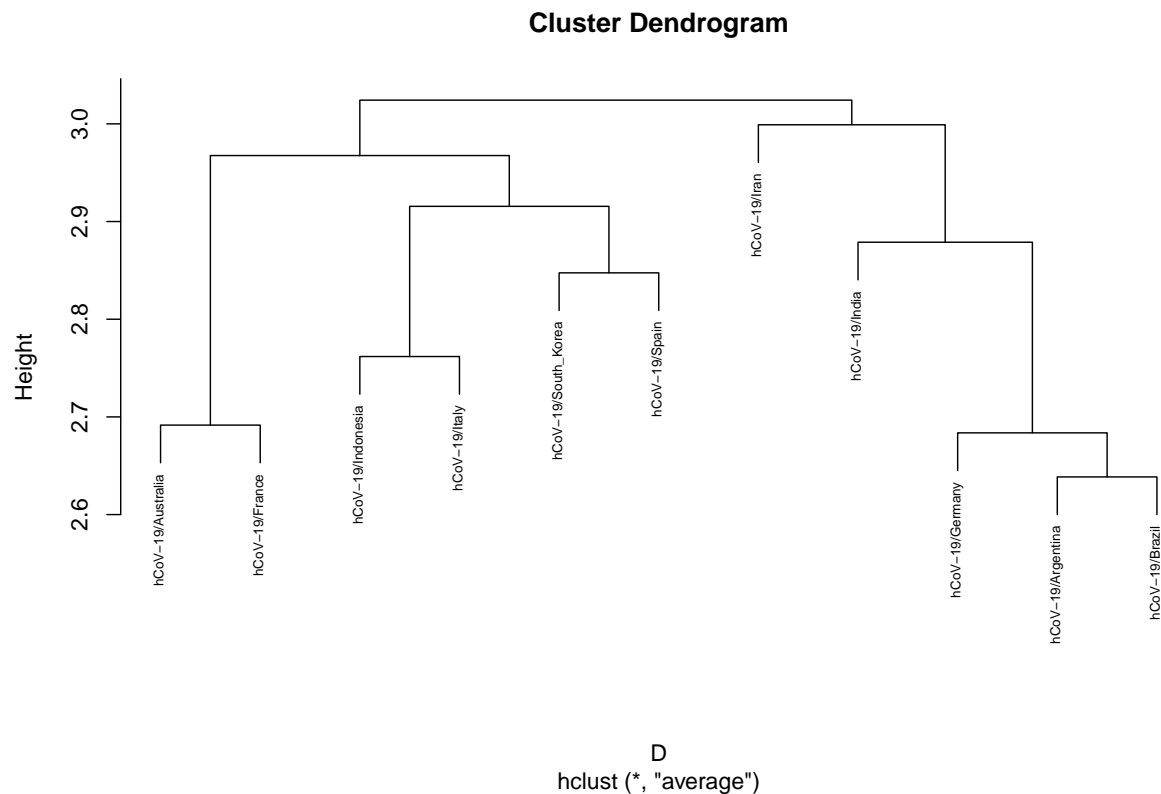 Cluster Dendrogram
Height
3.0
2.9
2.8
2.7
2.6
hCoV−19/Australia
hCoV−19/France
hCoV−19/Indonesia
hCoV−19/Italy
hCoV−19/South_Korea
hCoV−19/Spain
hCoV−19/Iran
hCoV−19/India
hCoV−19/Germany
hCoV−19/Argentina
hCoV−19/Brazil
D
hclust (*, "average")